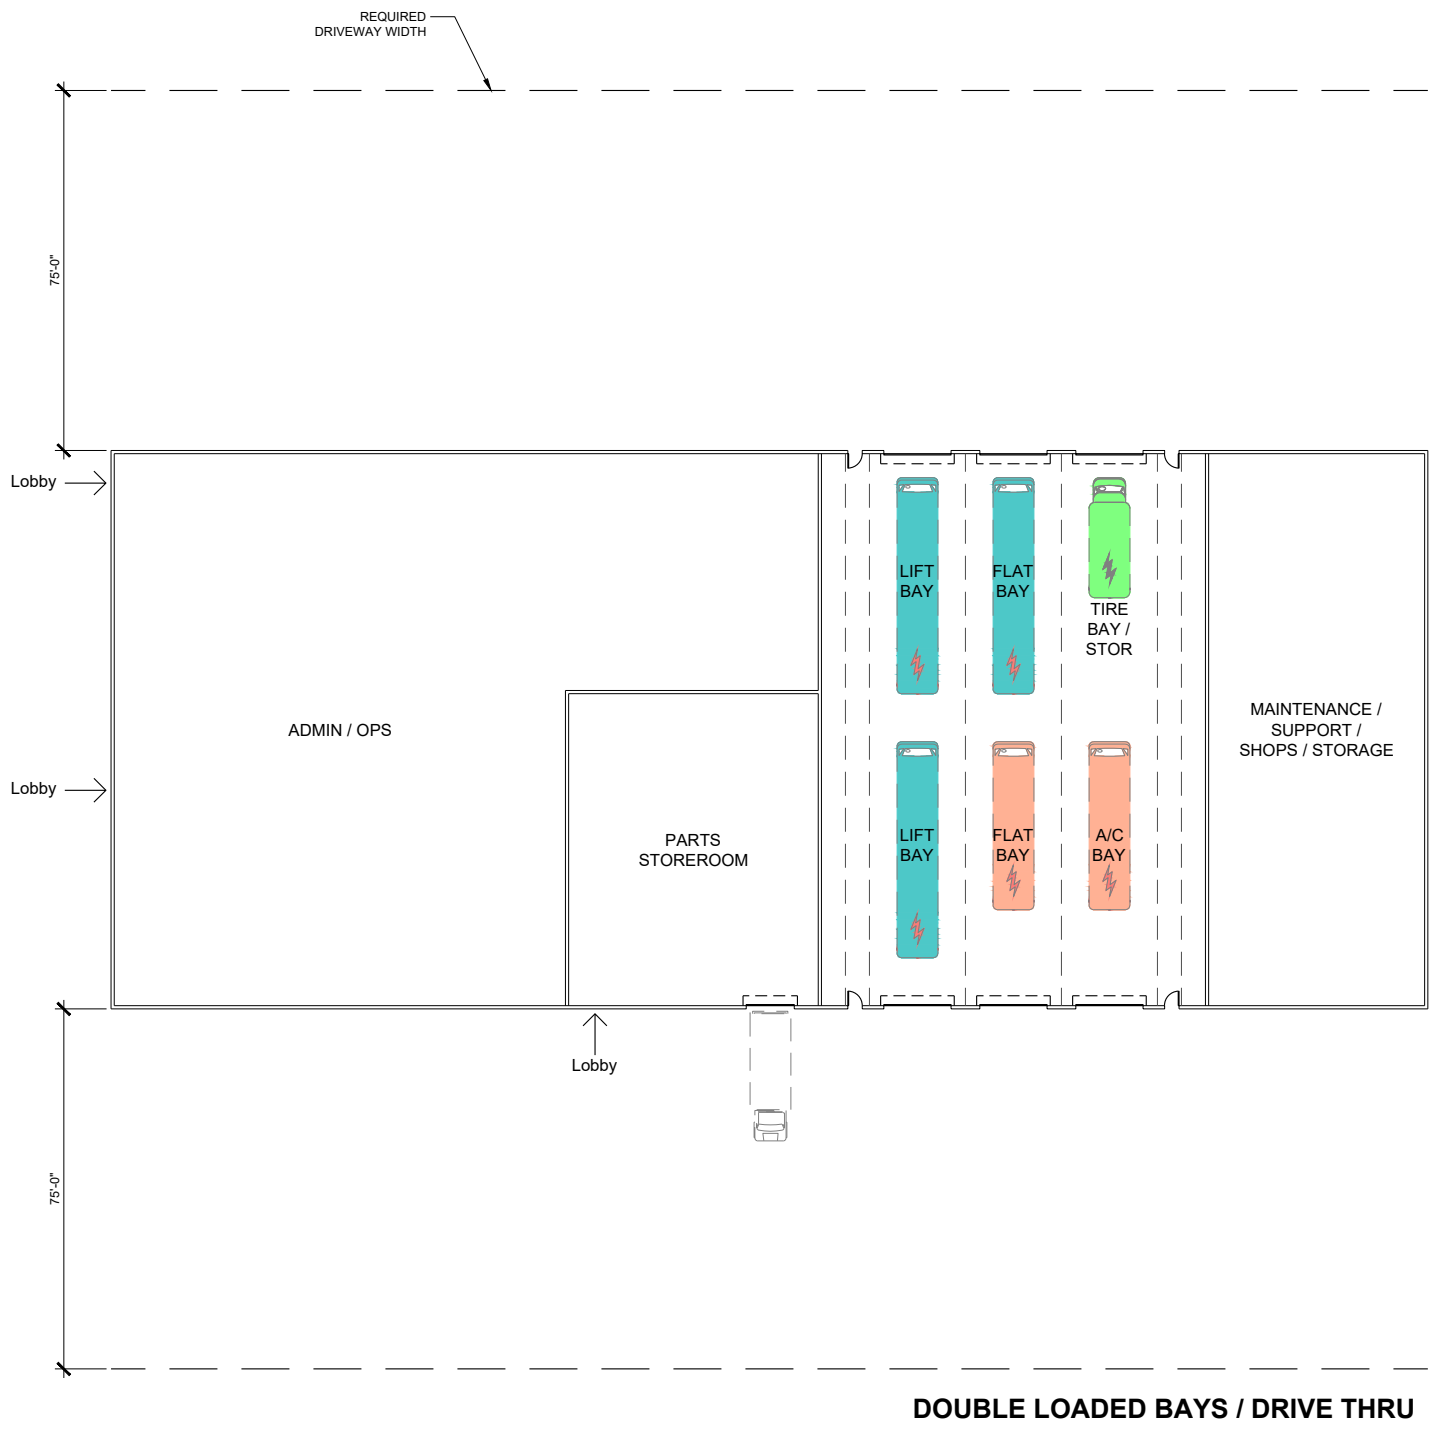 REQUIRED
DRIVEWAY WIDTH
75'-0"
Lobby
LIFT
BAY
FLAT
BAY
TIRE
BAY /
STOR
ADMIN / OPS
MAINTENANCE /
SUPPORT /
SHOPS / STORAGE
Lobby
PARTS
STOREROOM
LIFT
BAY
FLAT
BAY
A/C
BAY
Lobby
75'-0"
DOUBLE LOADED BAYS / DRIVE THRU